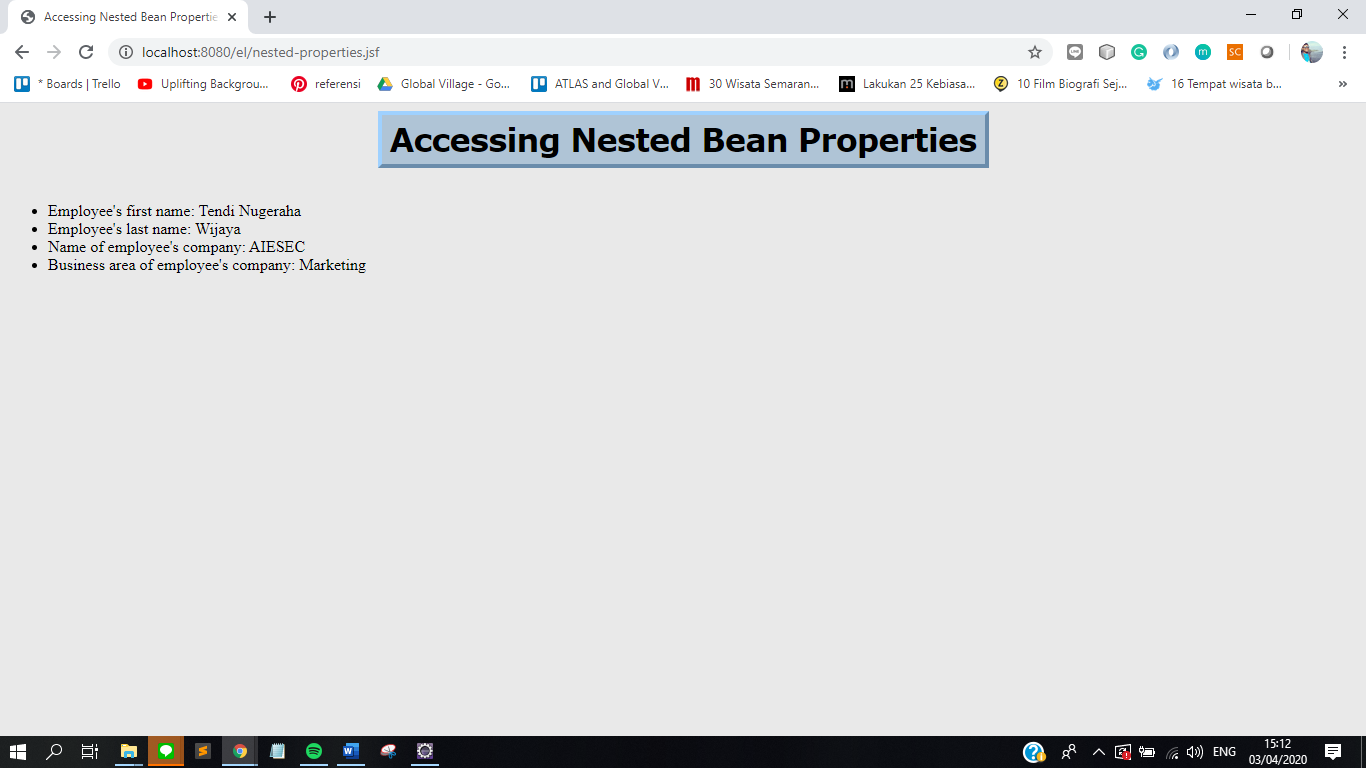 Accessing Nested Bean Propertie
localhost:8080/el/nested-properties.jsf
* Boards | Trello
Uplifting Backgrou...
referensi
Global Village - Go...
ATLAS and Global V...
30 Wisata Semaran...
Lakukan 25 Kebiasa...
10 Film Biografi Sej...
16 Tempat wisata b...
»
Accessing Nested Bean Properties
• Employee's first name: Tendi Nugeraha
• Employee's last name: Wijaya
• Name of employee's company: AIESEC
• Business area of employee's company: Marketing
ENG
15:12
03/04/2020